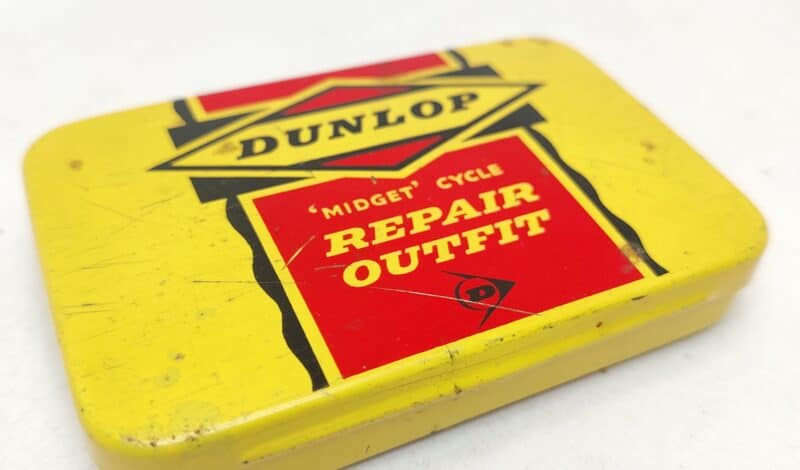 DUNLOP
'MIDGET' CYCLE
REPAIR
OUTFIT
D